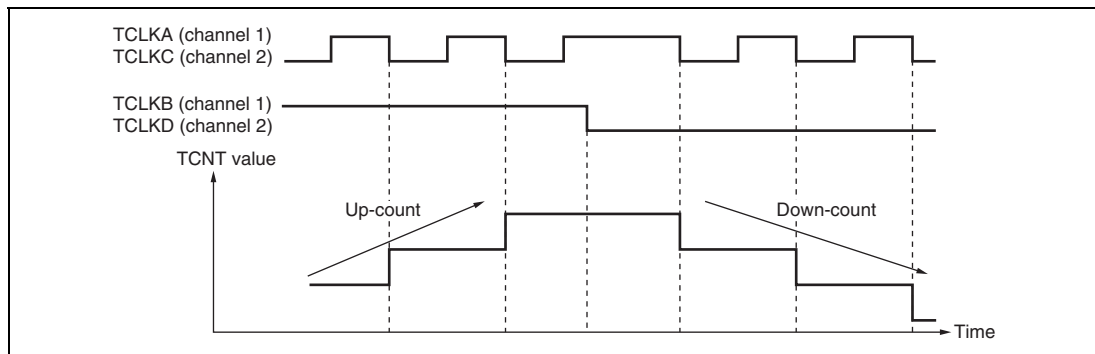 TCLKA (channel 1)
TCLKC (channel 2)
TCLKB (channel 1)
TCLKD (channel 2)
TCNT value
Up-count
Down-count
Time